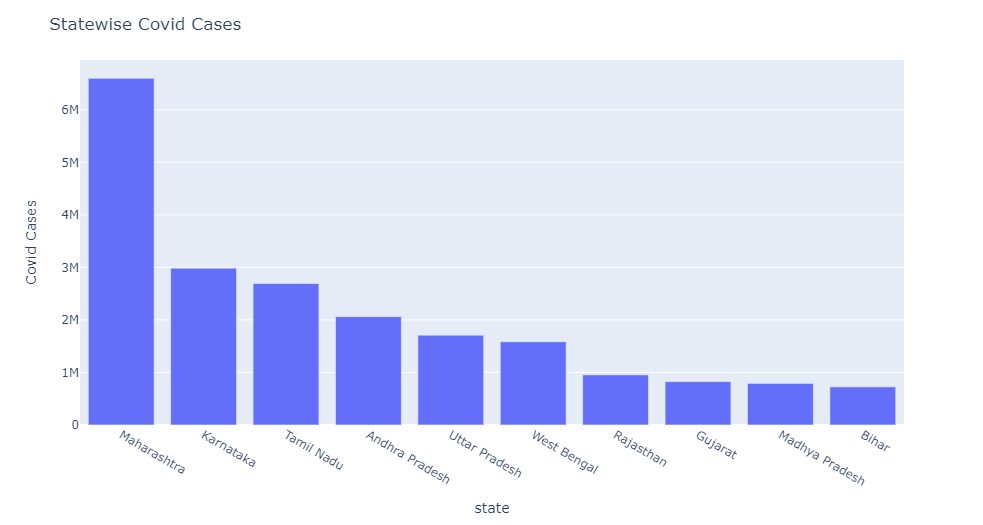 Statewise Covid Cases
Covid Cases
6M
5M
4M
3M
2M
1M
0
Maharashtra
Karnataka
Tamil Nadu
Andhra Pradesh
Uttar Pradesh
West Bengal
Rajasthan
Gujarat
Madhya Pradesh
Bihar
state